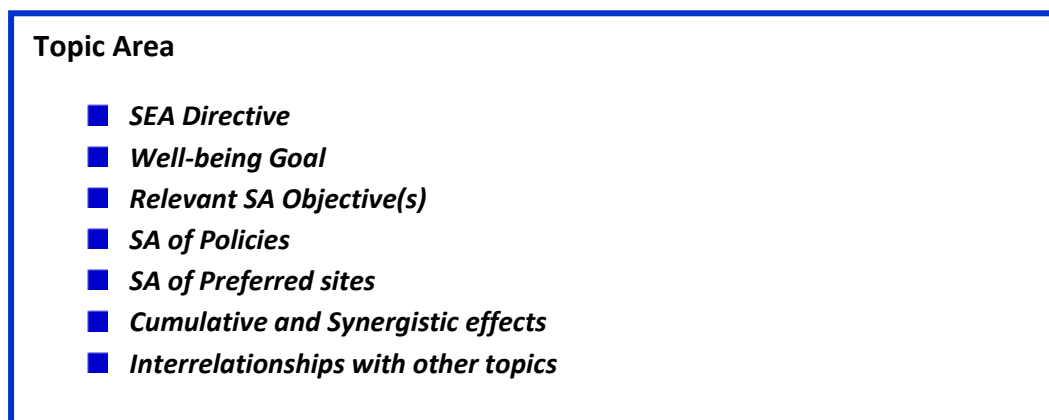 Topic Area
SEA Directive
Well-being Goal
Relevant SA Objective(s)
SA of Policies
SA of Preferred sites
Cumulative and Synergistic effects
Interrelationships with other topics